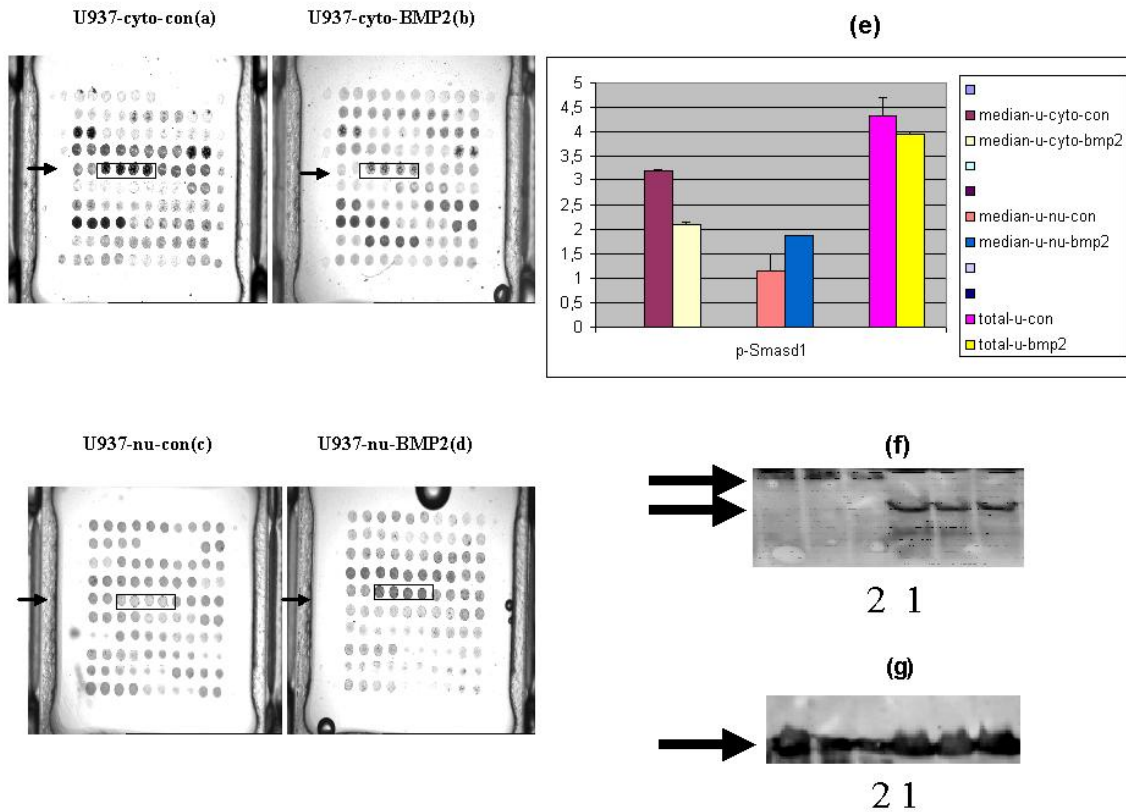 U937-cyto-con(a)
U937-cyto-BMP2(b)
(e)
5
4,5
4
3,5
3
2,5
2
1,5
1
0,5
0
p-Smasd1
median-u-cyto-con
median-u-cyto-bmp2
median-u-nu-con
median-u-nu-bmp2
total-u-con
total-u-bmp2
U937-nu-con(c)
U937-nu-BMP2(d)
(f)
2 1
(g)
2 1